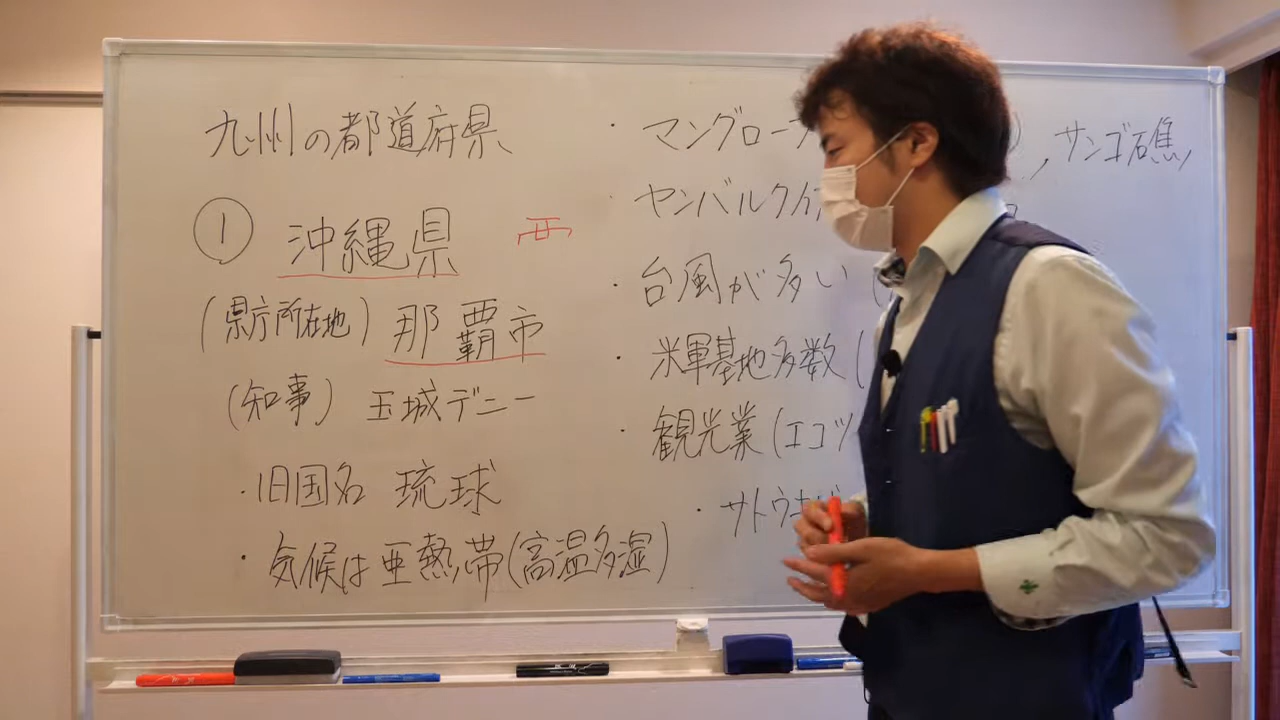 九州の都道府県
① 沖縄県 襾
(県庁所在地) 那覇市
(知事) 玉城デニー
・旧国名 琉球
・気候は亜熱帯(高温多湿)
・マングロー , サンゴ礁,
・ヤンバルクイ
・台風が多い (
・米軍基地多数 (
・観光業 (エコツ
・サトウキ